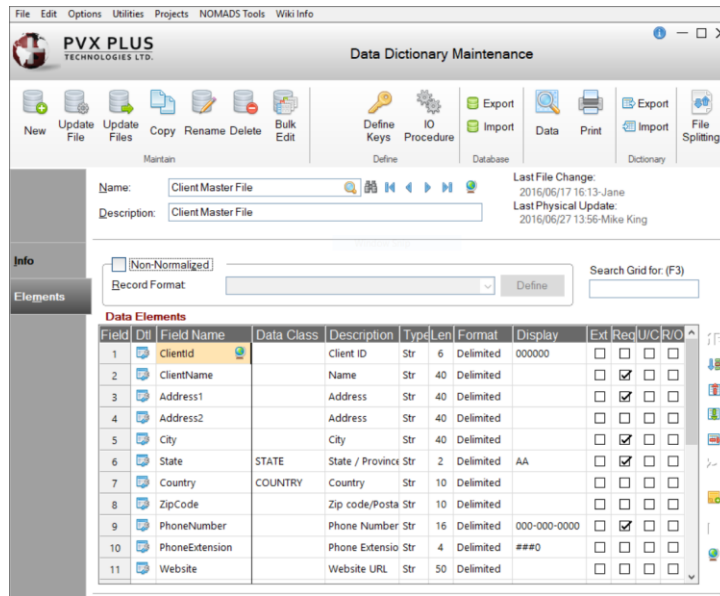 File Edit Options Utilities Projects NOMADS Tools Wiki Info
PVX PLUS
TECHNOLOGIES LTD.
Data Dictionary Maintenance
New Update File Update Files Copy Rename Delete Bulk Edit Define Keys IO Procedure Export Import Data Print Export Import File Splitting
Maintain Define Database Dictionary
Name: Client Master File
Last File Change:
2016/06/17 16:13-Jane
Description: Client Master File
Last Physical Update:
2016/06/27 13:56-Mike King
Info
Elements
Non-Normalized
Record Format: Define
Search Grid for: (F3)
Data Elements
Field Dtl Field Name Data Class Description Type Len Format Display Ext Req U/C R/O
1 ClientId Client ID Str 6 Delimited 000000
2 ClientName Name Str 40 Delimited
3 Address1 Address Str 40 Delimited
4 Address2 Address Str 40 Delimited
5 City City Str 40 Delimited
6 State STATE State / Province Str 2 Delimited AA
7 Country COUNTRY Country Str 10 Delimited
8 ZipCode Zip code/Posta Str 10 Delimited
9 PhoneNumber Phone Number Str 16 Delimited 000-000-0000
10 PhoneExtension Phone Extensio Str 4 Delimited ###0
11 Website Website URL Str 50 Delimited